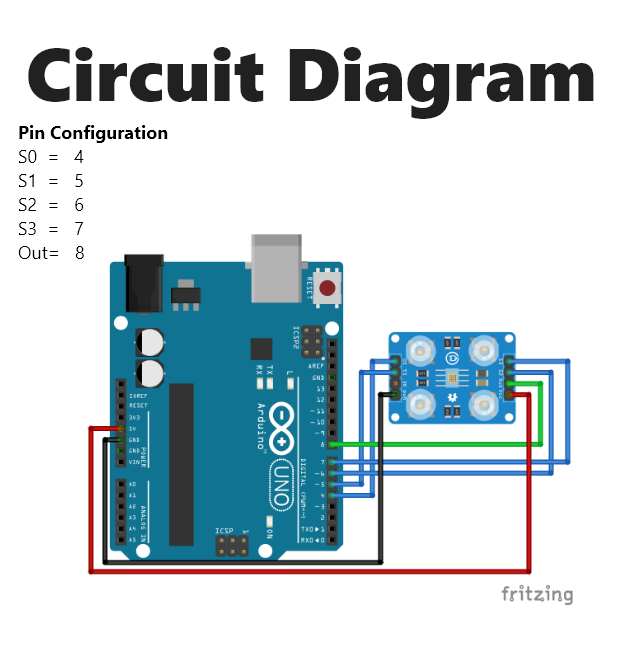 Circuit Diagram
Pin Configuration
S0 = 4
S1 = 5
S2 = 6
S3 = 7
Out= 8
RESET
ICSP2
AREF
GND
13
12
~11
~10
~9
8
7
~6
~5
4
~3
2
TXD▶1
RXD◀0
DIGITAL (PWM~)
RX
TX
L
Arduino
UNO
ON
ICSP
IOREF
RESET
3V3
5V
GND
GND
VIN
POWER
A0
A1
A2
A3
A4
A5
ANALOG IN
fritzing